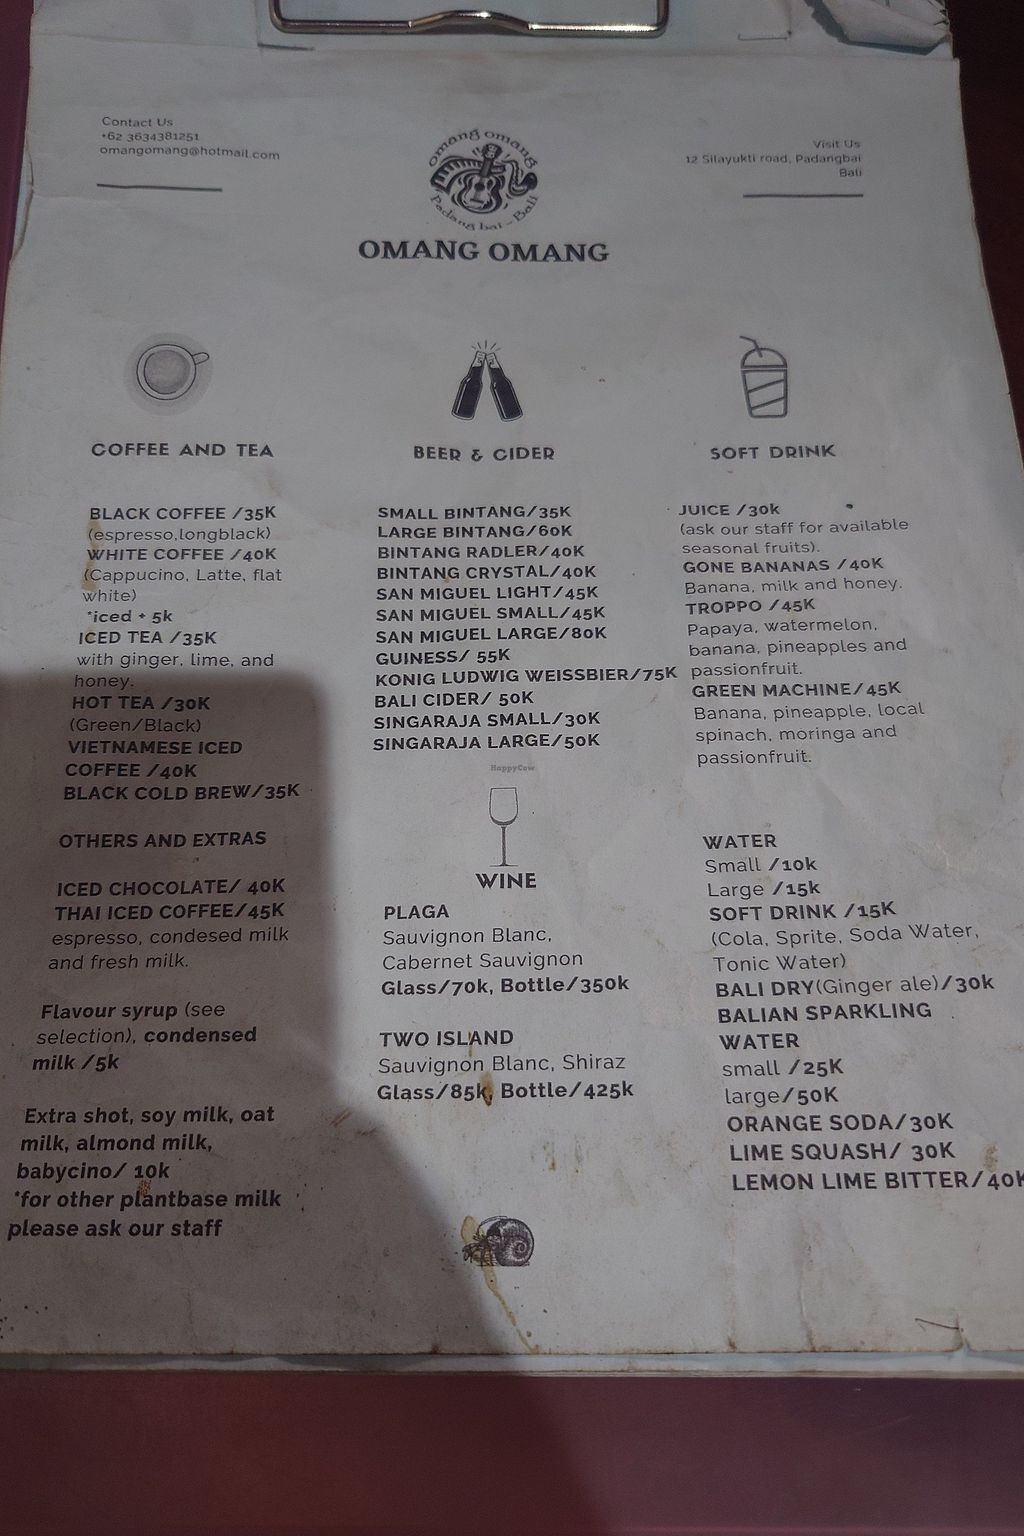 Contact Us
+62 3634381251
omangomang@hotmail.com
omang omang
Padang bai - Bali
OMANG OMANG
Visit Us
12 Silayukti road, Padangbai
Bali
COFFEE AND TEA
BLACK COFFEE /35K
(espresso,longblack)
WHITE COFFEE /40K
(Cappucino, Latte, flat
white)
*iced + 5k
ICED TEA /35K
with ginger, lime, and
honey.
HOT TEA /30K
(Green/Black)
VIETNAMESE ICED
COFFEE /40K
BLACK COLD BREW/35K
OTHERS AND EXTRAS
ICED CHOCOLATE/ 40K
THAI ICED COFFEE/45K
espresso, condesed milk
and fresh milk.
Flavour syrup (see
selection), condensed
milk /5k
Extra shot, soy milk, oat
milk, almond milk,
babycino/ 10k
*for other plantbase milk
please ask our staff
BEER & CIDER
SMALL BINTANG/35K
LARGE BINTANG/60K
BINTANG RADLER/40K
BINTANG CRYSTAL/40K
SAN MIGUEL LIGHT/45K
SAN MIGUEL SMALL/45K
SAN MIGUEL LARGE/80K
GUINESS/ 55K
KONIG LUDWIG WEISSBIER/75K
BALI CIDER/ 50K
SINGARAJA SMALL/30K
SINGARAJA LARGE/50K
HappyCow
WINE
PLAGA
Sauvignon Blanc,
Cabernet Sauvignon
Glass/70k, Bottle/350k
TWO ISLAND
Sauvignon Blanc, Shiraz
Glass/85k, Bottle/425k
SOFT DRINK
JUICE /30k
(ask our staff for available
seasonal fruits).
GONE BANANAS /40K
Banana, milk and honey.
TROPPO /45K
Papaya, watermelon,
banana, pineapples and
passionfruit.
GREEN MACHINE/45K
Banana, pineapple, local
spinach, moringa and
passionfruit.
WATER
Small /10k
Large /15k
SOFT DRINK /15K
(Cola, Sprite, Soda Water,
Tonic Water)
BALI DRY(Ginger ale)/30k
BALIAN SPARKLING
WATER
small /25K
large/50K
ORANGE SODA/30K
LIME SQUASH/ 30K
LEMON LIME BITTER/40K